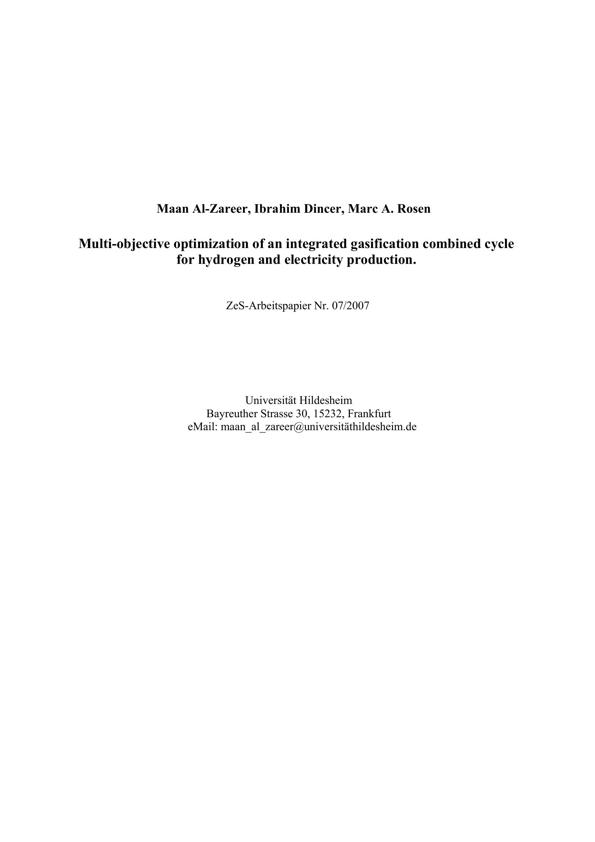 Maan Al-Zareer, Ibrahim Dincer, Marc A. Rosen
Multi-objective optimization of an integrated gasification combined cycle
for hydrogen and electricity production.
ZeS-Arbeitspapier Nr. 07/2007
Universität Hildesheim
Bayreuther Strasse 30, 15232, Frankfurt
eMail: maan_al_zareer@universitäthildesheim.de